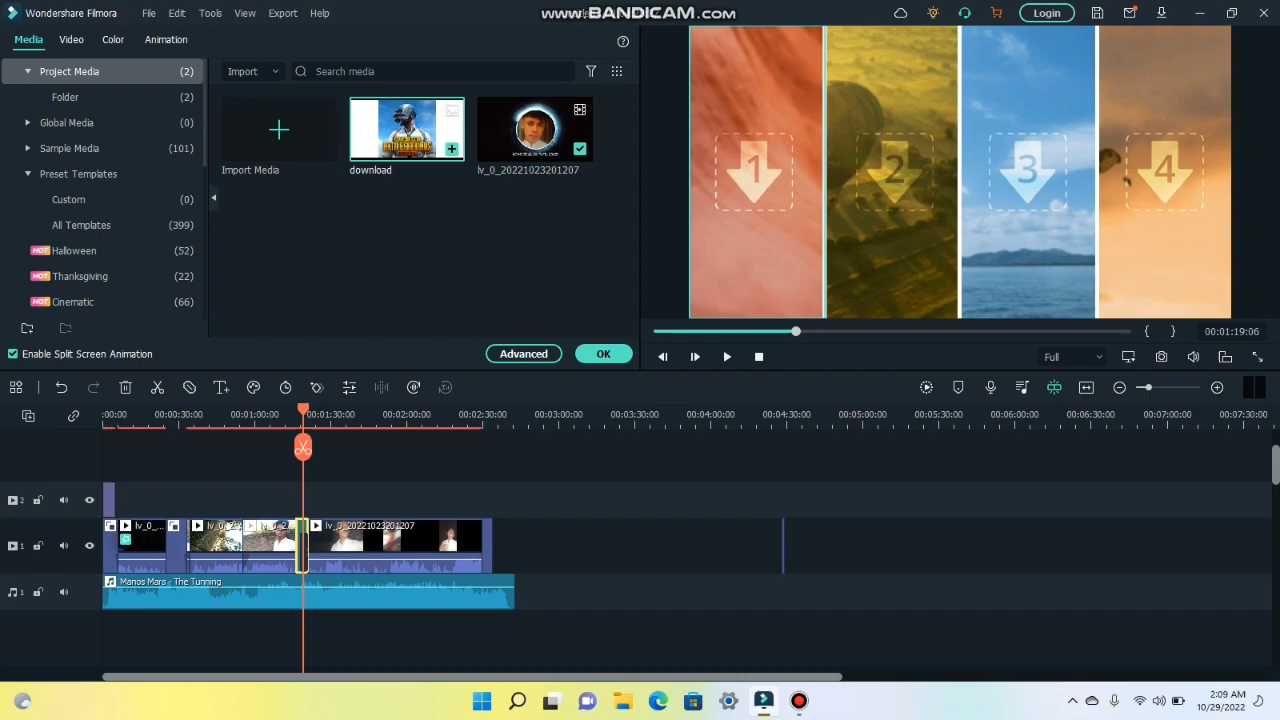 Wondershare Filmora
File
Edit
Tools
View
Export
Help
www.BANDICAM.com
Login
Media
Video
Color
Animation
Project Media (2)
Folder (2)
Global Media (0)
Sample Media (101)
Preset Templates
Custom (0)
All Templates (399)
HOT Halloween (52)
HOT Thanksgiving (22)
HOT Cinematic (66)
Import
Search media
Import Media
download
BATTLEGROUNDS
KHIZAR VLOG
lv_0_20221023201207
1
2
3
4
Enable Split Screen Animation
Advanced
OK
00:01:19:06
Full
:00:00
00:00:30:00
00:01:00:00
00:01:30:00
00:02:00:00
00:02:30:00
00:03:00:00
00:03:30:00
00:04:00:00
00:04:30:00
00:05:00:00
00:05:30:00
00:06:00:00
00:06:30:00
00:07:00:00
00:07:30:00
2
1
lv_0_...
lv_0_2...
lv_0_2...
lv_0_20221023201207
1
Manos Mars - The Tunning
2:09 AM
10/29/2022